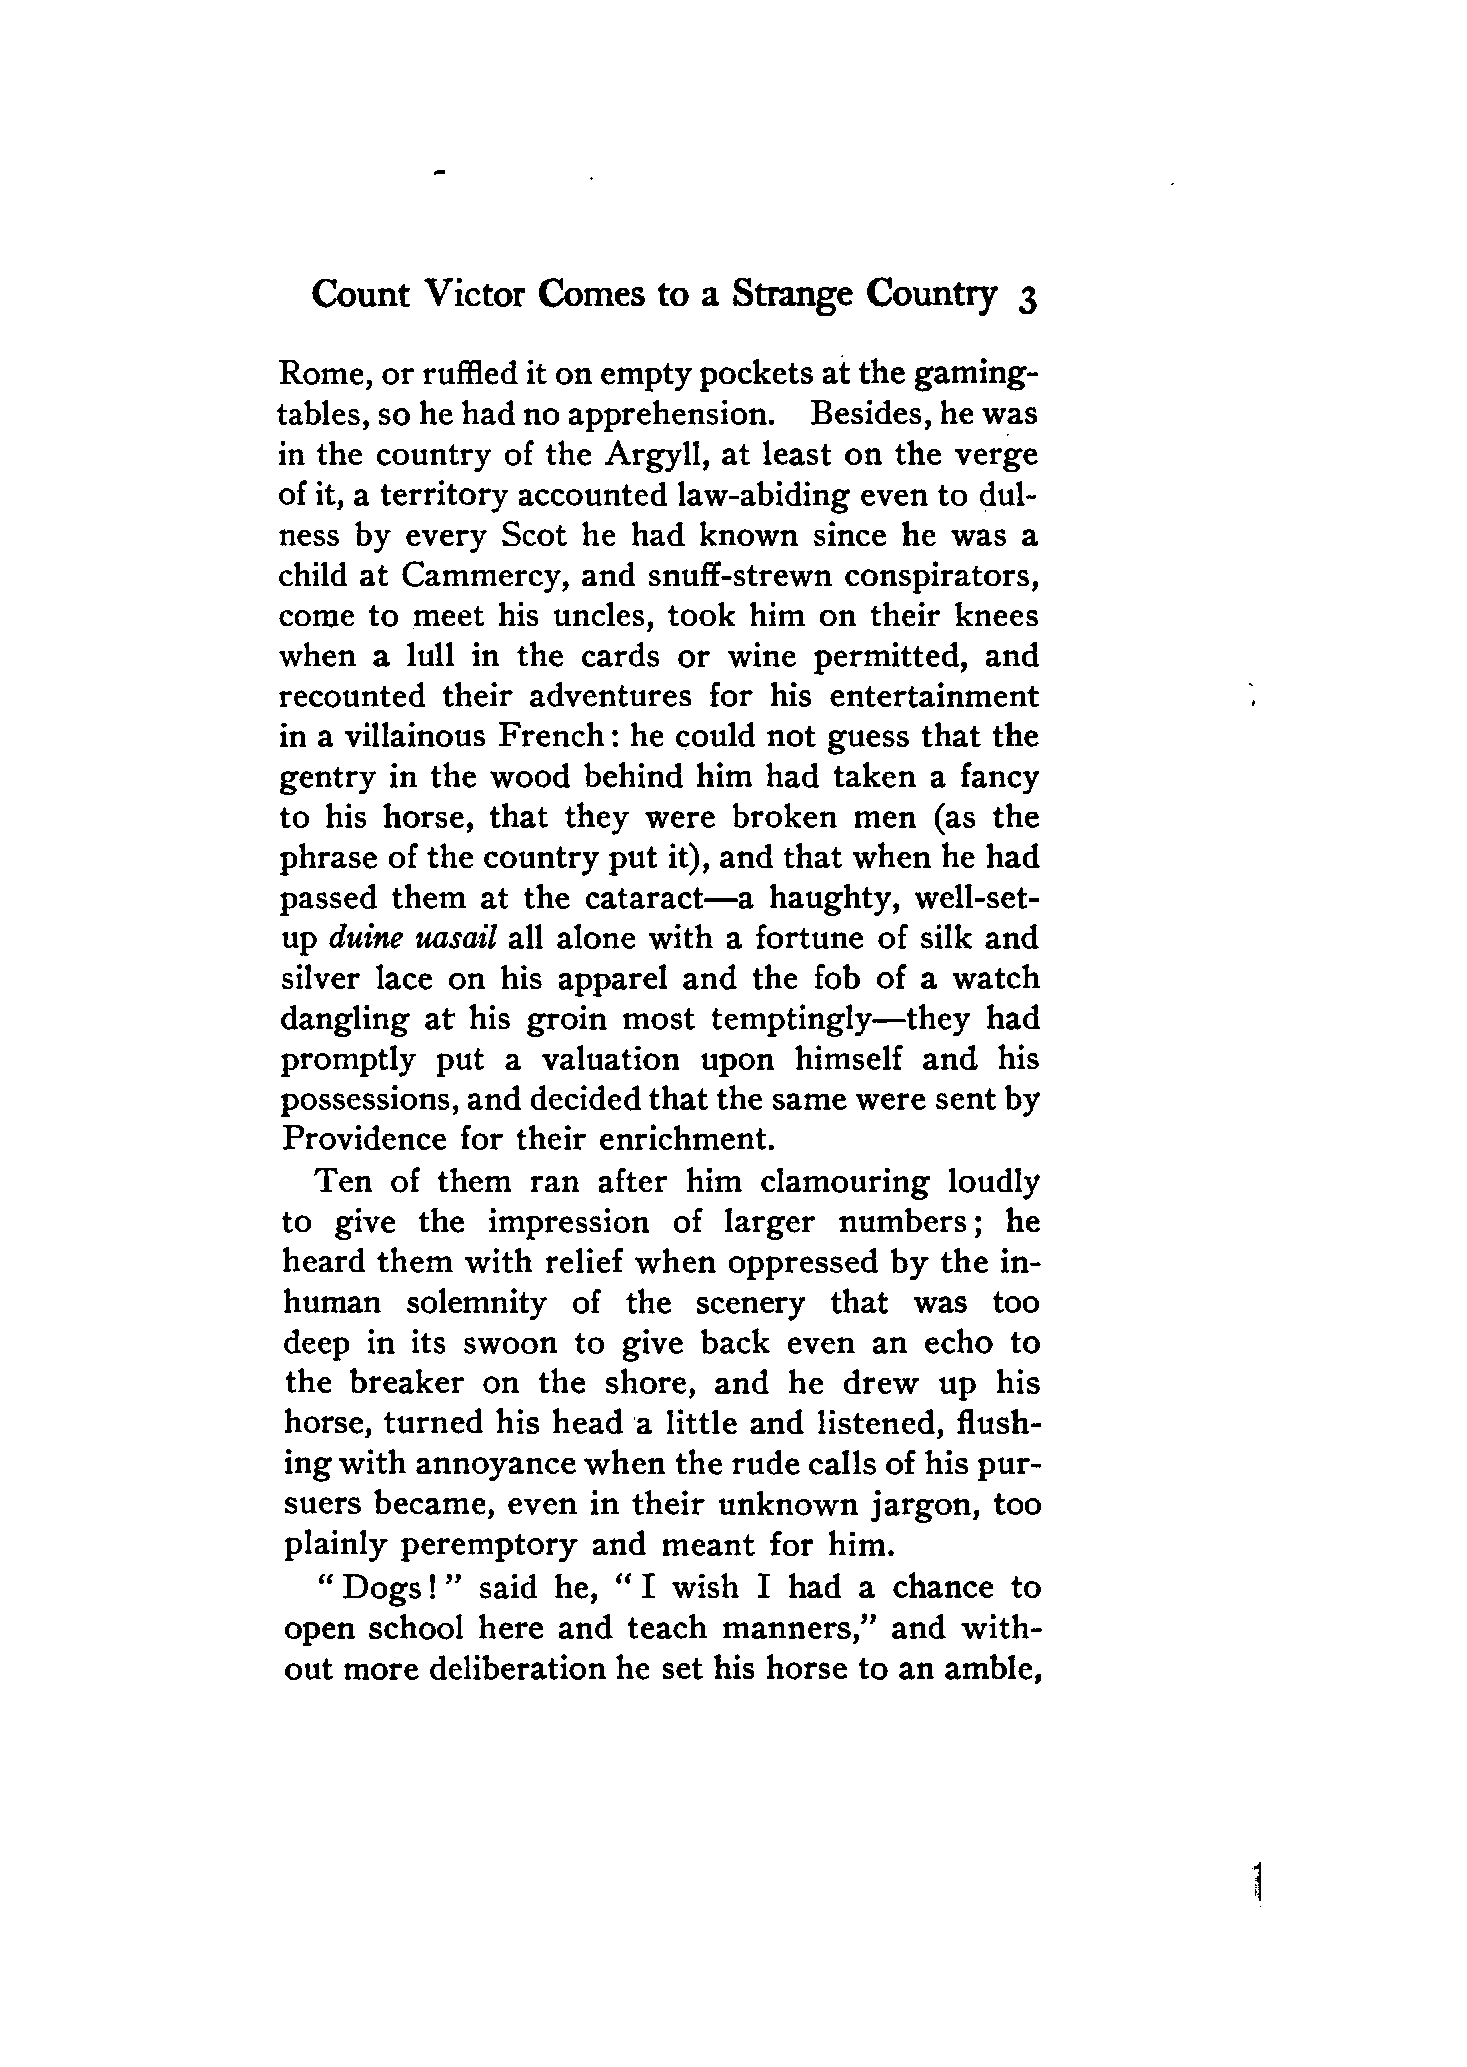 Count Victor Comes to a Strange Country 3
Rome, or ruffled it on empty pockets at the gaming-
tables, so he had no apprehension. Besides, he was
in the country of the Argyll, at least on the verge
of it, a territory accounted law-abiding even to dul-
ness by every Scot he had known since he was a
child at Cammercy, and snuff-strewn conspirators,
come to meet his uncles, took him on their knees
when a lull in the cards or wine permitted, and
recounted their adventures for his entertainment
in a villainous French: he could not guess that the
gentry in the wood behind him had taken a fancy
to his horse, that they were broken men (as the
phrase of the country put it), and that when he had
passed them at the cataract—a haughty, well-set-
up duine uasail all alone with a fortune of silk and
silver lace on his apparel and the fob of a watch
dangling at his groin most temptingly—they had
promptly put a valuation upon himself and his
possessions, and decided that the same were sent by
Providence for their enrichment.
Ten of them ran after him clamouring loudly
to give the impression of larger numbers; he
heard them with relief when oppressed by the in-
human solemnity of the scenery that was too
deep in its swoon to give back even an echo to
the breaker on the shore, and he drew up his
horse, turned his head a little and listened, flush-
ing with annoyance when the rude calls of his pur-
suers became, even in their unknown jargon, too
plainly peremptory and meant for him.
"Dogs!" said he, "I wish I had a chance to
open school here and teach manners," and with-
out more deliberation he set his horse to an amble,